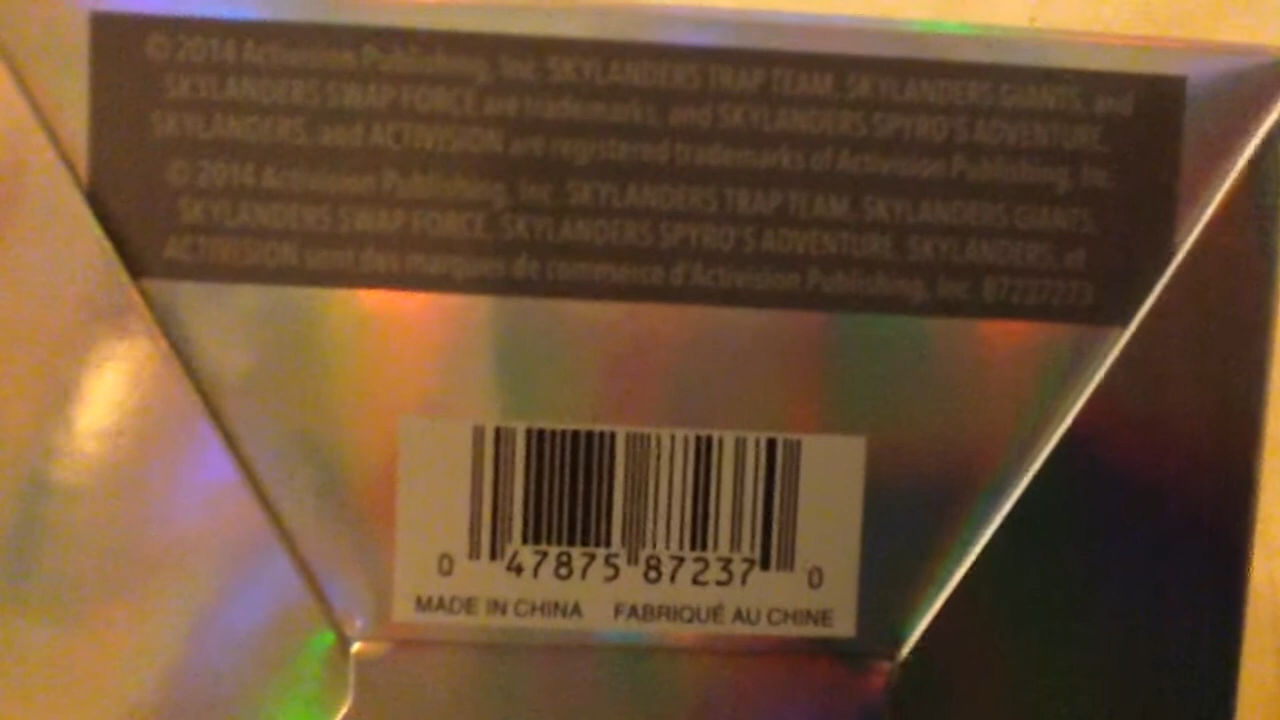 © 2014 Activision Publishing, Inc. SKYLANDERS TRAP TEAM, SKYLANDERS GIANTS, and
SKYLANDERS SWAP FORCE are trademarks, and SKYLANDERS SPYRO'S ADVENTURE,
SKYLANDERS, and ACTIVISION are registered trademarks of Activision Publishing, Inc.
© 2014 Activision Publishing, Inc. SKYLANDERS TRAP TEAM, SKYLANDERS GIANTS,
SKYLANDERS SWAP FORCE, SKYLANDERS SPYRO'S ADVENTURE, SKYLANDERS, et
ACTIVISION sont des marques de commerce d'Activision Publishing, Inc. 87237273
0 47875 87237 0
MADE IN CHINA FABRIQUÉ AU CHINE